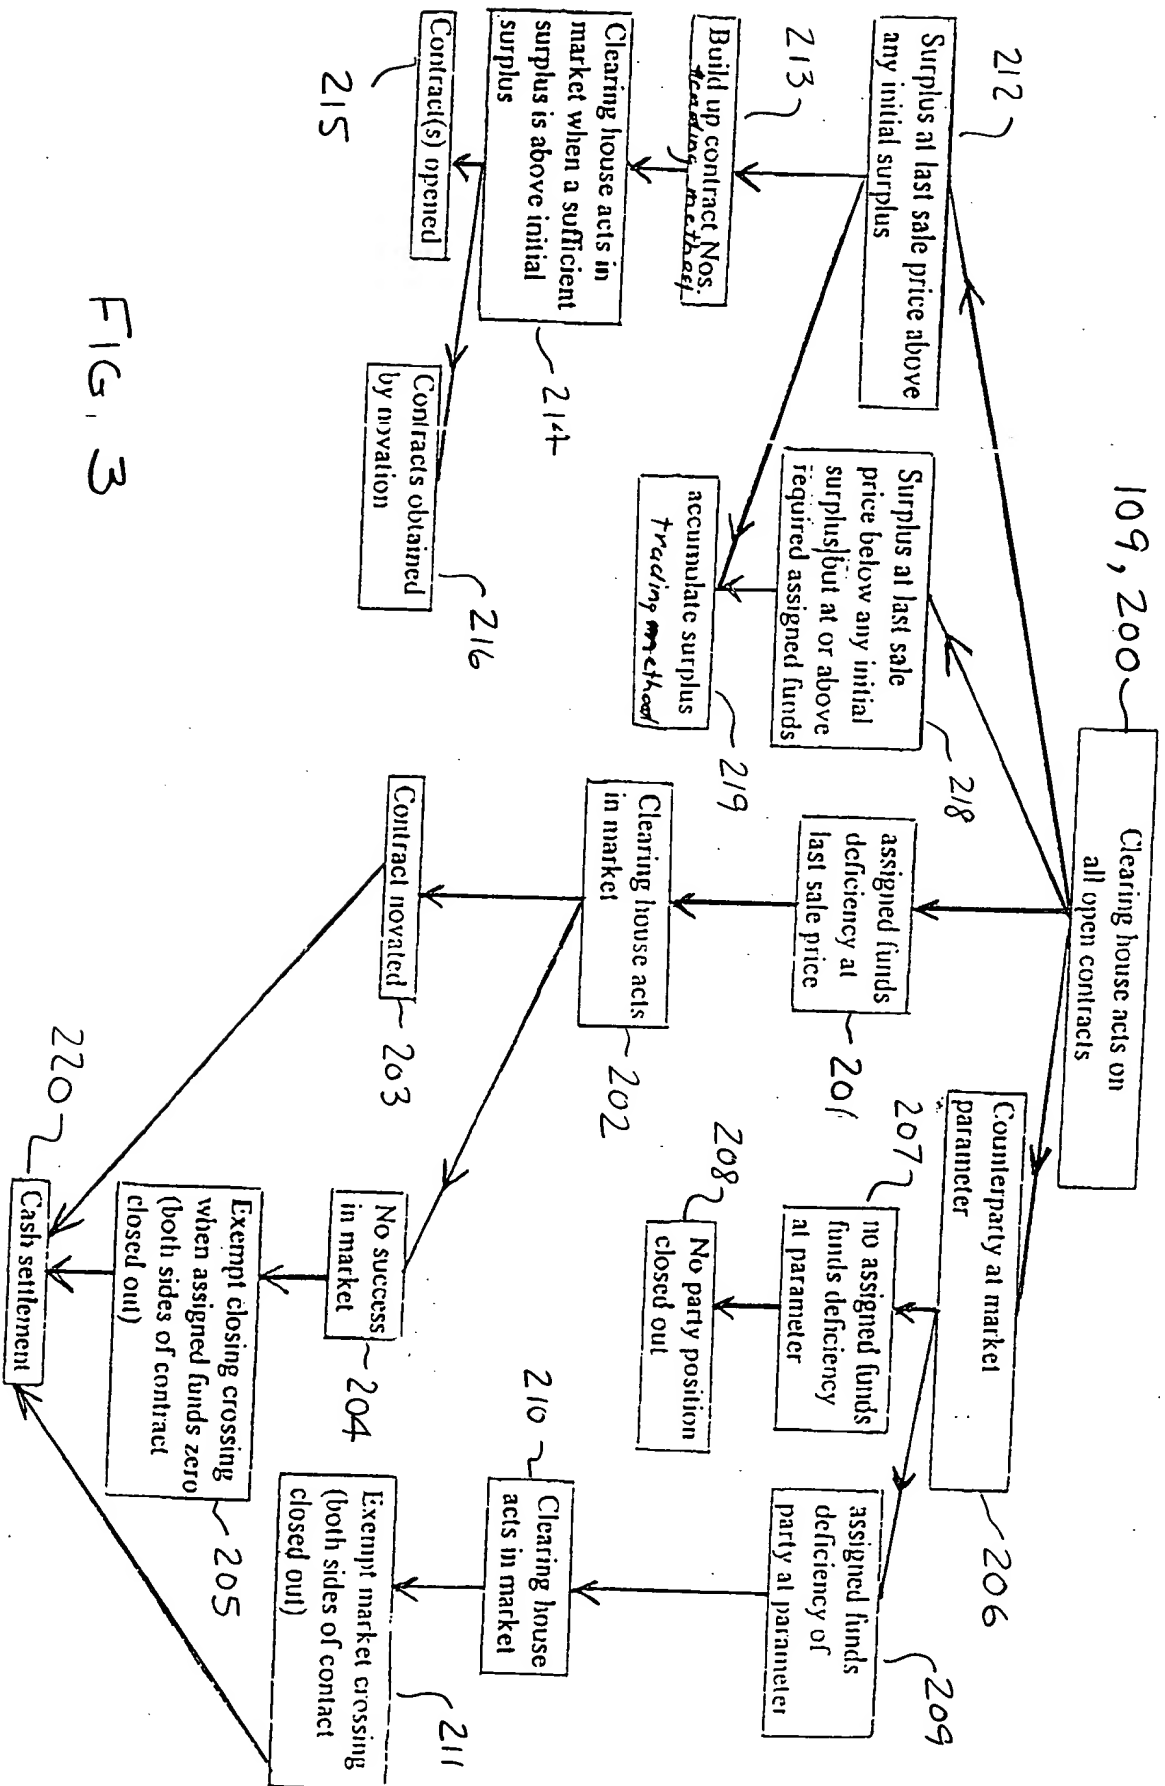 109, 200
Clearing house acts on
all open contracts
212
Surplus at last sale price above
any initial surplus
Surplus at last sale
price below any initial
surplus but at or above
required assigned funds
218
assigned funds
deficiency at
last sale price
201
Counterparty at market
parameter
206
213
Build up contract Nos.
trading method
accumulate surplus
trading method
219
207
no assigned funds
funds deficiency
at parameter
assigned funds
deficiency of
party at parameter
209
Clearing house acts in
market when a sufficient
surplus is above initial
surplus
214
Clearing house acts
in market
202
208
No party position
closed out
210
Clearing house
acts in market
215
Contract(s) opened
Contracts obtained
by novation
216
Contract novated
203
No success
in market
204
Exempt market crossing
(both sides of contact
closed out)
211
Exempt closing crossing
when assigned funds zero
(both sides of contract
closed out)
205
220
Cash settlement
FIG. 3